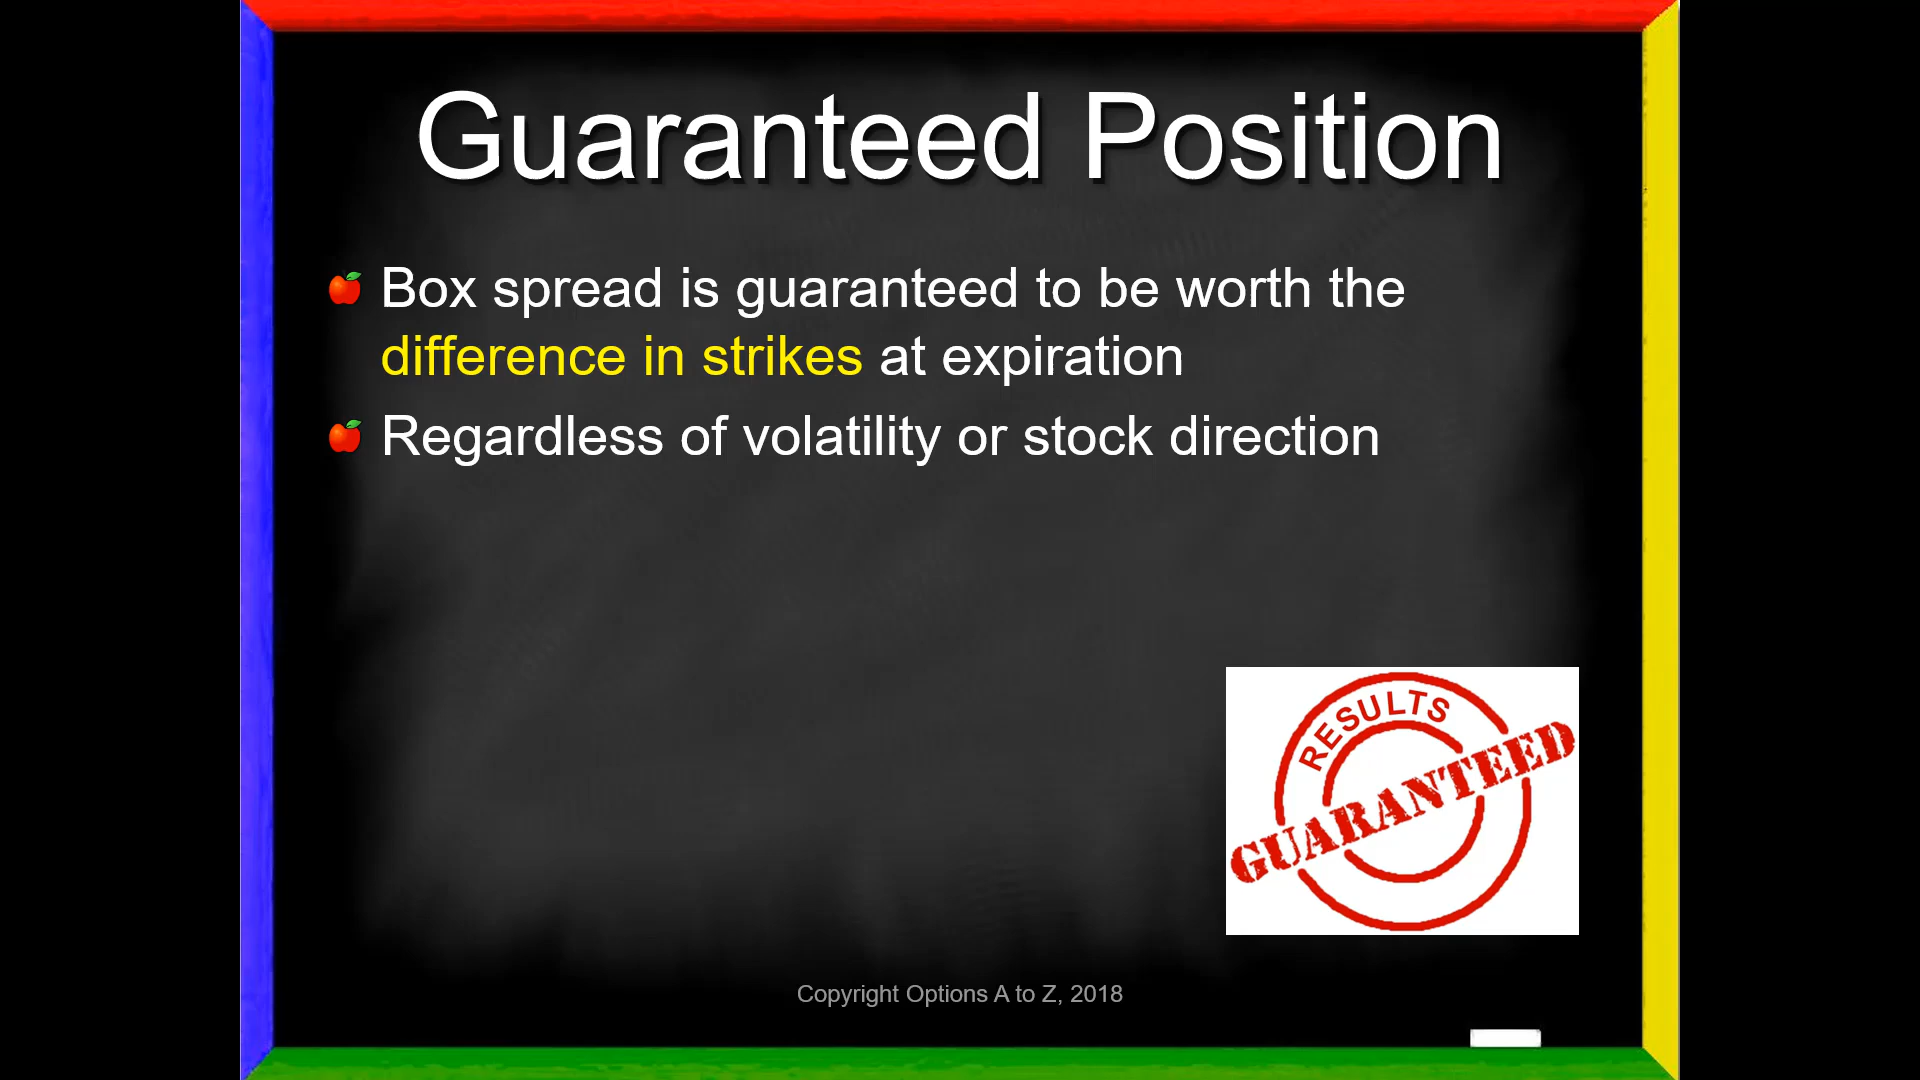 Guaranteed Position
Box spread is guaranteed to be worth the
difference in strikes at expiration
Regardless of volatility or stock direction
RESULTS
GUARANTEED
Copyright Options A to Z, 2018